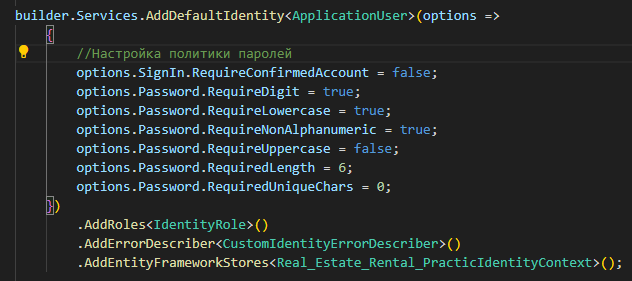 builder.Services.AddDefaultIdentity<ApplicationUser>(options =>
{
//Настройка политики паролей
options.SignIn.RequireConfirmedAccount = false;
options.Password.RequireDigit = true;
options.Password.RequireLowercase = true;
options.Password.RequireNonAlphanumeric = true;
options.Password.RequireUppercase = false;
options.Password.RequiredLength = 6;
options.Password.RequiredUniqueChars = 0;
})
.AddRoles<IdentityRole>()
.AddErrorDescriber<CustomIdentityErrorDescriber>()
.AddEntityFrameworkStores<Real_Estate_Rental_PracticIdentityContext>();